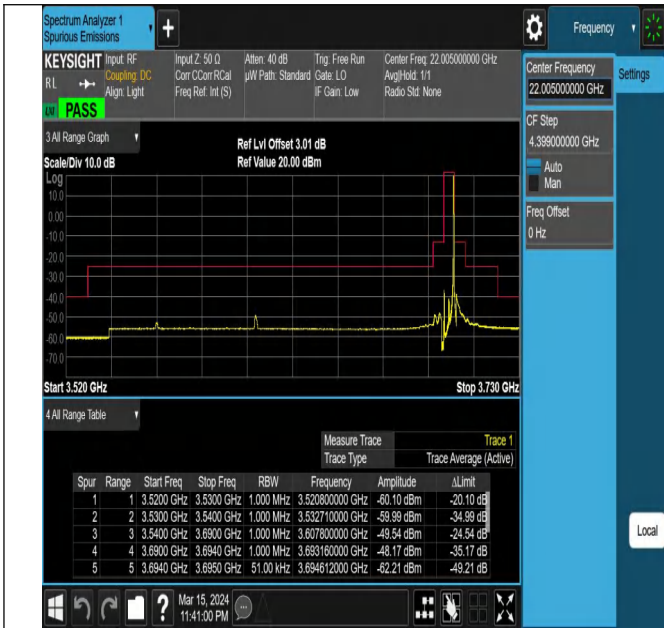 Spectrum Analyzer 1
Spurious Emissions
Frequency
KEYSIGHT
RL
PASS
Input: RF
Coupling: DC
Align: Light
Input Z: 50 Ω
Corr CCorr RCal
Freq Ref: Int (S)
Atten: 40 dB
µW Path: Standard
Trig: Free Run
Gate: LO
IF Gain: Low
Center Freq: 22.005000000 GHz
Avg|Hold: 1/1
Radio Std: None
Center Frequency
22.005000000 GHz
Settings
CF Step
4.399000000 GHz
Auto
Man
Freq Offset
0 Hz
3 All Range Graph
Scale/Div 10.0 dB
Ref Lvl Offset 3.01 dB
Ref Value 20.00 dBm
Log
10.0
0.00
-10.0
-20.0
-30.0
-40.0
-50.0
-60.0
-70.0
Start 3.520 GHz
Stop 3.730 GHz
4 All Range Table
Measure Trace Trace 1
Trace Type Trace Average (Active)
Spur Range Start Freq Stop Freq RBW Frequency Amplitude ΔLimit
1 1 3.5200 GHz 3.5300 GHz 1.000 MHz 3.520800000 GHz -60.10 dBm -20.10 dB
2 2 3.5300 GHz 3.5400 GHz 1.000 MHz 3.532710000 GHz -59.99 dBm -34.99 dB
3 3 3.5400 GHz 3.6900 GHz 1.000 MHz 3.607800000 GHz -49.54 dBm -24.54 dB
4 4 3.6900 GHz 3.6940 GHz 1.000 MHz 3.693160000 GHz -48.17 dBm -35.17 dB
5 5 3.6940 GHz 3.6950 GHz 51.00 kHz 3.694612000 GHz -62.21 dBm -49.21 dB
Local
Mar 15, 2024
11:41:00 PM